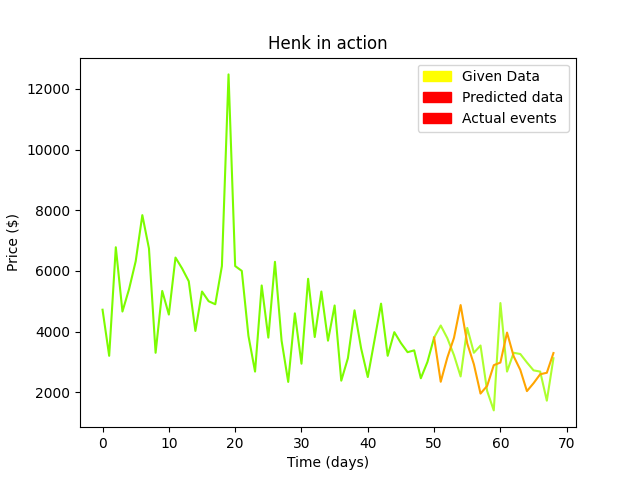 Henk in action
Given Data
Predicted data
Actual events
12000
10000
8000
6000
4000
2000
Price ($)
0 10 20 30 40 50 60 70
Time (days)